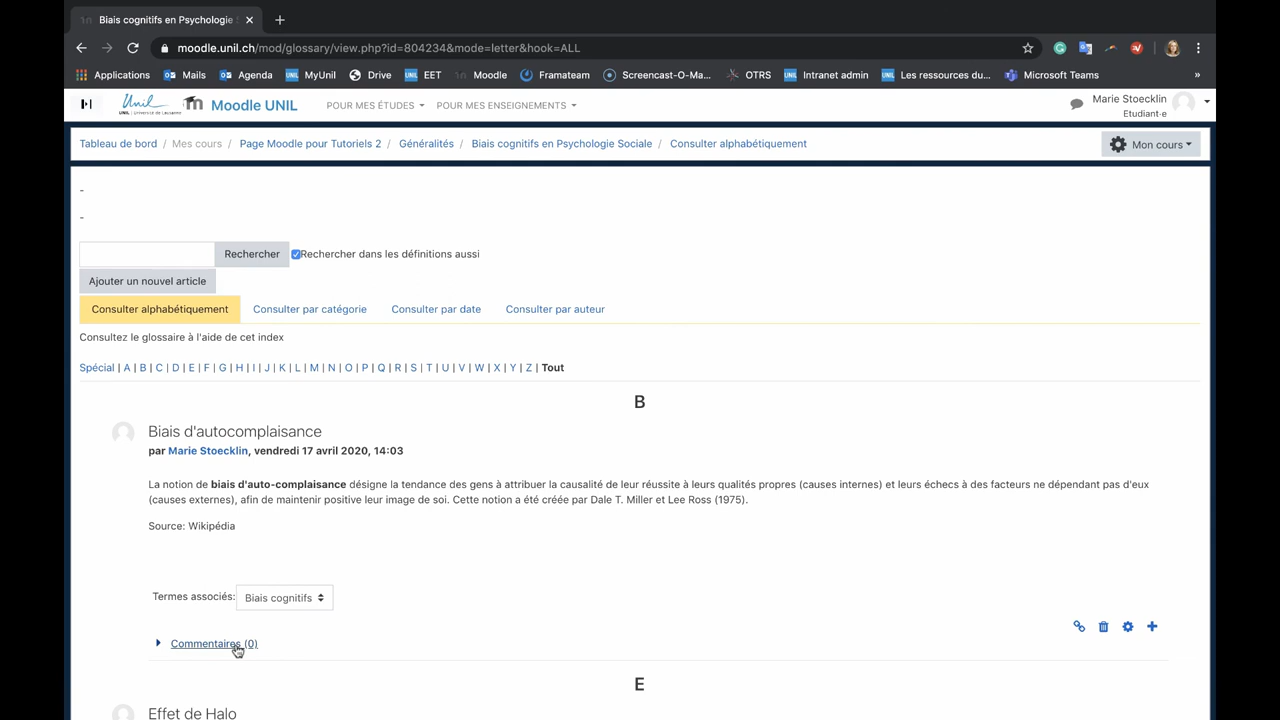 Biais cognitifs en Psychologie
moodle.unil.ch/mod/glossary/view.php?id=804234&mode=letter&hook=ALL
Applications Mails Agenda MyUnil Drive EET Moodle Framateam Screencast-O-Ma... OTRS Intranet admin Les ressources du... Microsoft Teams »
Unil
UNIL | Université de Lausanne
Moodle UNIL POUR MES ÉTUDES POUR MES ENSEIGNEMENTS
Marie Stoecklin
Etudiant·e
Tableau de bord / Mes cours / Page Moodle pour Tutoriels 2 / Généralités / Biais cognitifs en Psychologie Sociale / Consulter alphabétiquement
Mon cours
-
-
Rechercher Rechercher dans les définitions aussi
Ajouter un nouvel article
Consulter alphabétiquement Consulter par catégorie Consulter par date Consulter par auteur
Consultez le glossaire à l'aide de cet index
Spécial | A | B | C | D | E | F | G | H | I | J | K | L | M | N | O | P | Q | R | S | T | U | V | W | X | Y | Z | Tout
B
Biais d'autocomplaisance
par Marie Stoecklin, vendredi 17 avril 2020, 14:03
La notion de biais d'auto-complaisance désigne la tendance des gens à attribuer la causalité de leur réussite à leurs qualités propres (causes internes) et leurs échecs à des facteurs ne dépendant pas d'eux
(causes externes), afin de maintenir positive leur image de soi. Cette notion a été créée par Dale T. Miller et Lee Ross (1975).
Source: Wikipédia
Termes associés: Biais cognitifs
Commentaires (0)
E
Effet de Halo